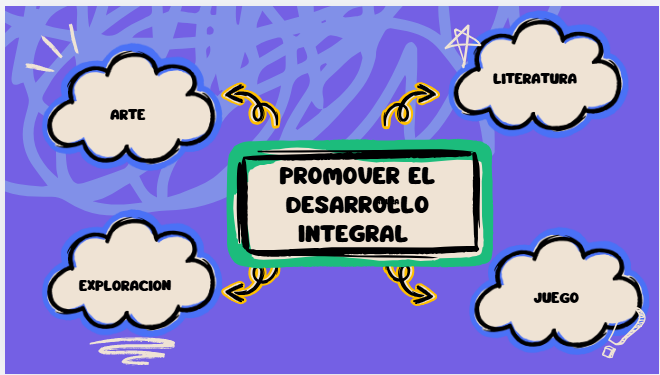 ARTE
LITERATURA
PROMOVER EL
DESARROLLO
INTEGRAL
EXPLORACION
JUEGO